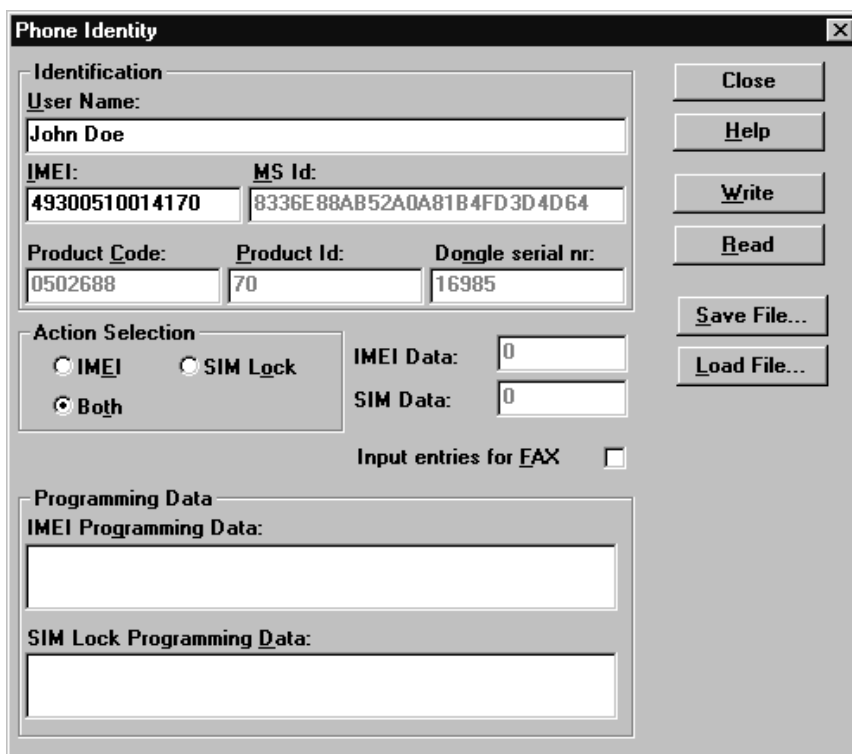 Phone Identity
Identification
User Name:
John Doe
IMEI: MS Id:
49300510014170 8336E88AB52A0A81B4FD3D4D64
Product Code: Product Id: Dongle serial nr:
0502688 70 16985
Close
Help
Write
Read
Save File...
Load File...
Action Selection
IMEI SIM Lock
Both
IMEI Data: 0
SIM Data: 0
Input entries for FAX
Programming Data
IMEI Programming Data:
SIM Lock Programming Data: